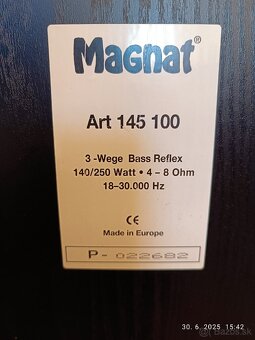 Magnat®
Art 145 100
3 -Wege Bass Reflex
140/250 Watt • 4 – 8 Ohm
18–30.000 Hz
CE
Made in Europe
P- 022682
30. 6. 2025 15:42